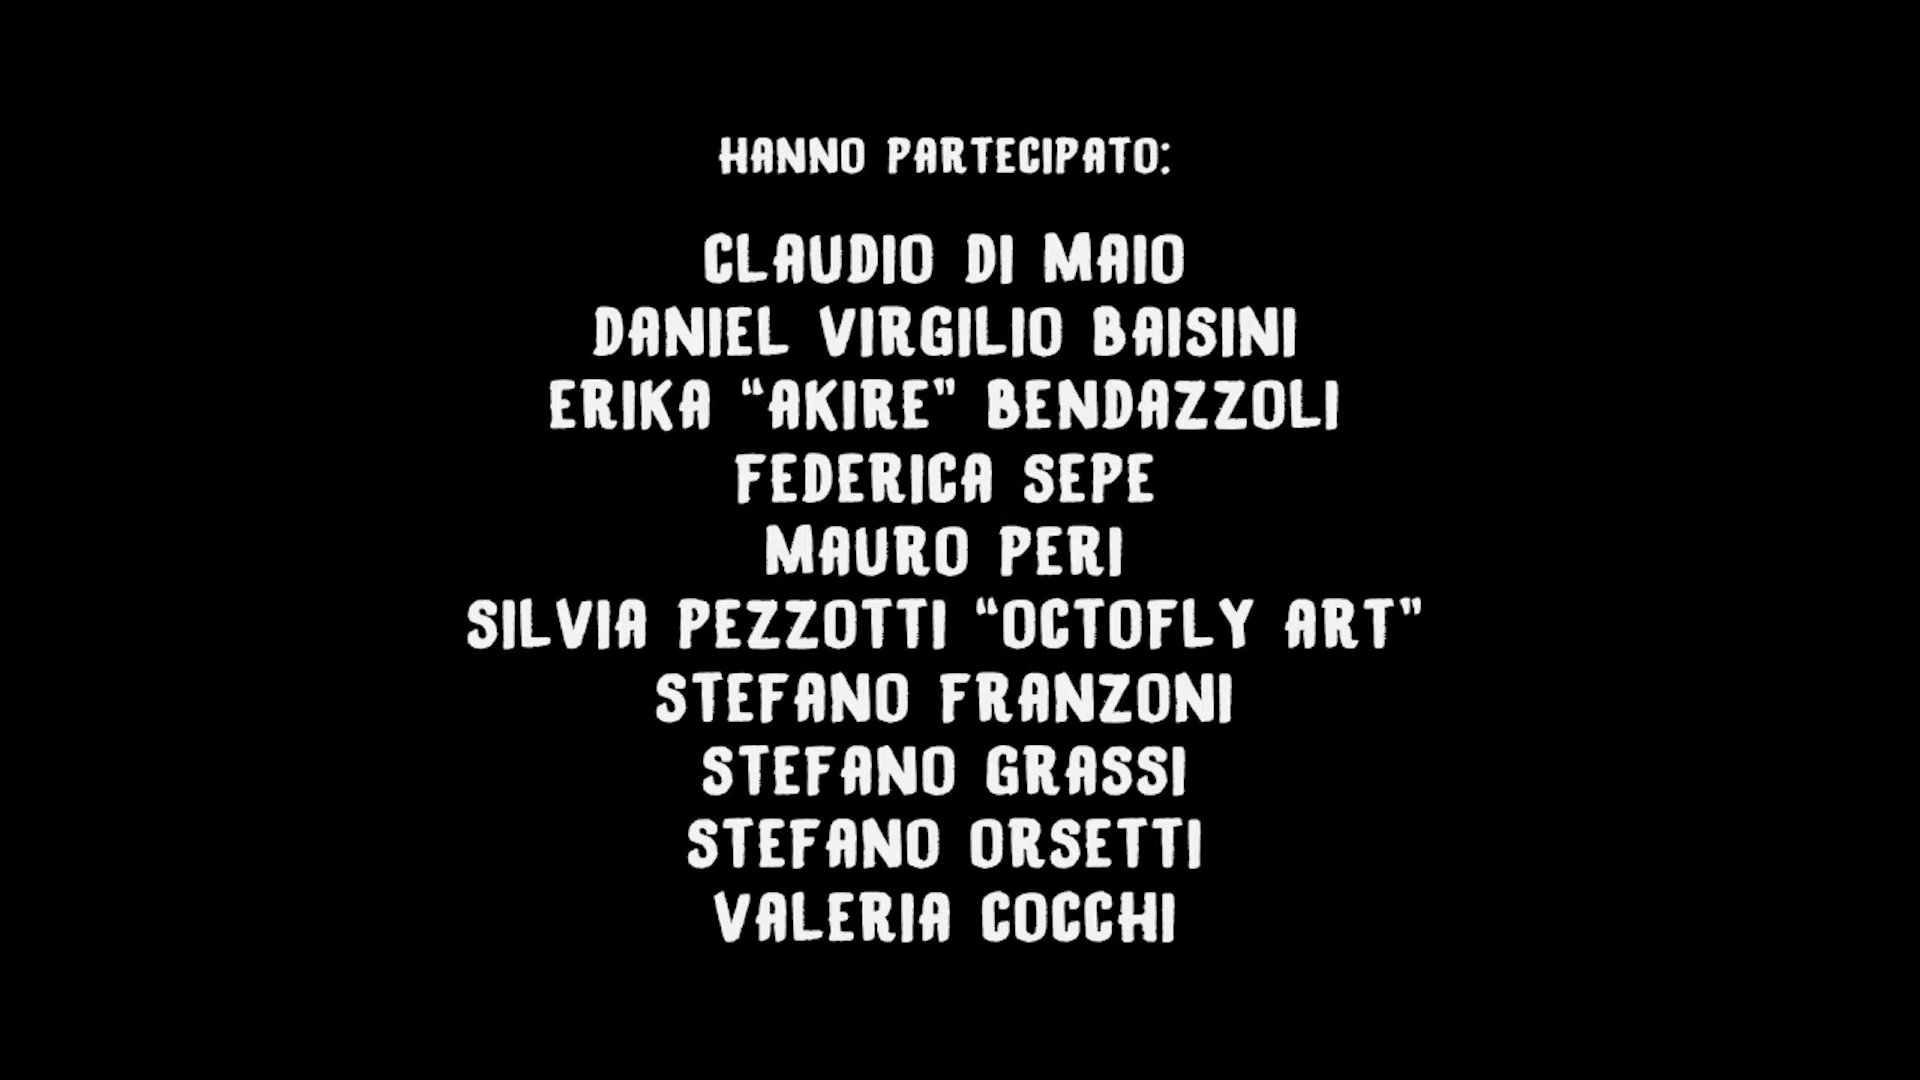 HANNO PARTECIPATO:
CLAUDIO DI MAIO
DANIEL VIRGILIO BAISINI
ERIKA “AKIRE” BENDAZZOLI
FEDERICA SEPE
MAURO PERI
SILVIA PEZZOTTI “OCTOFLY ART”
STEFANO FRANZONI
STEFANO GRASSI
STEFANO ORSETTI
VALERIA COCCHI